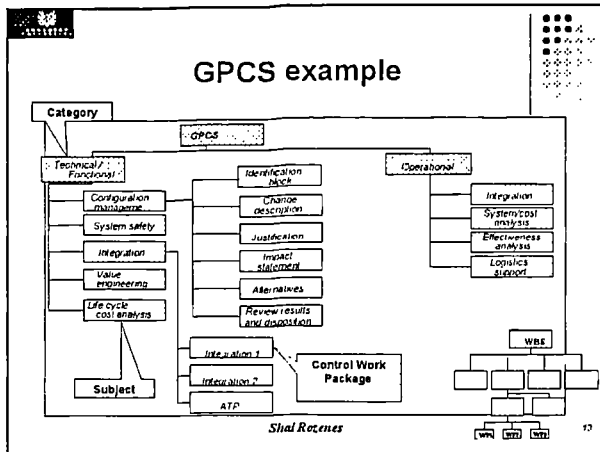 GPCS example
Category
GPCS
Technical/
Functional
Operational
Configuration
manageme
System safety
Integration
Value
engineering
Life cycle
cost analysis
Identification
block
Change
description
Justification
Impact
statement
Alternatives
Review results
and disposition
Integration
System/cost
analysis
Effectiveness
analysis
Logistics
support
Integration 1
Integration 2
ATP
Control Work
Package
Subject
WBS
Shai Rozenes
13